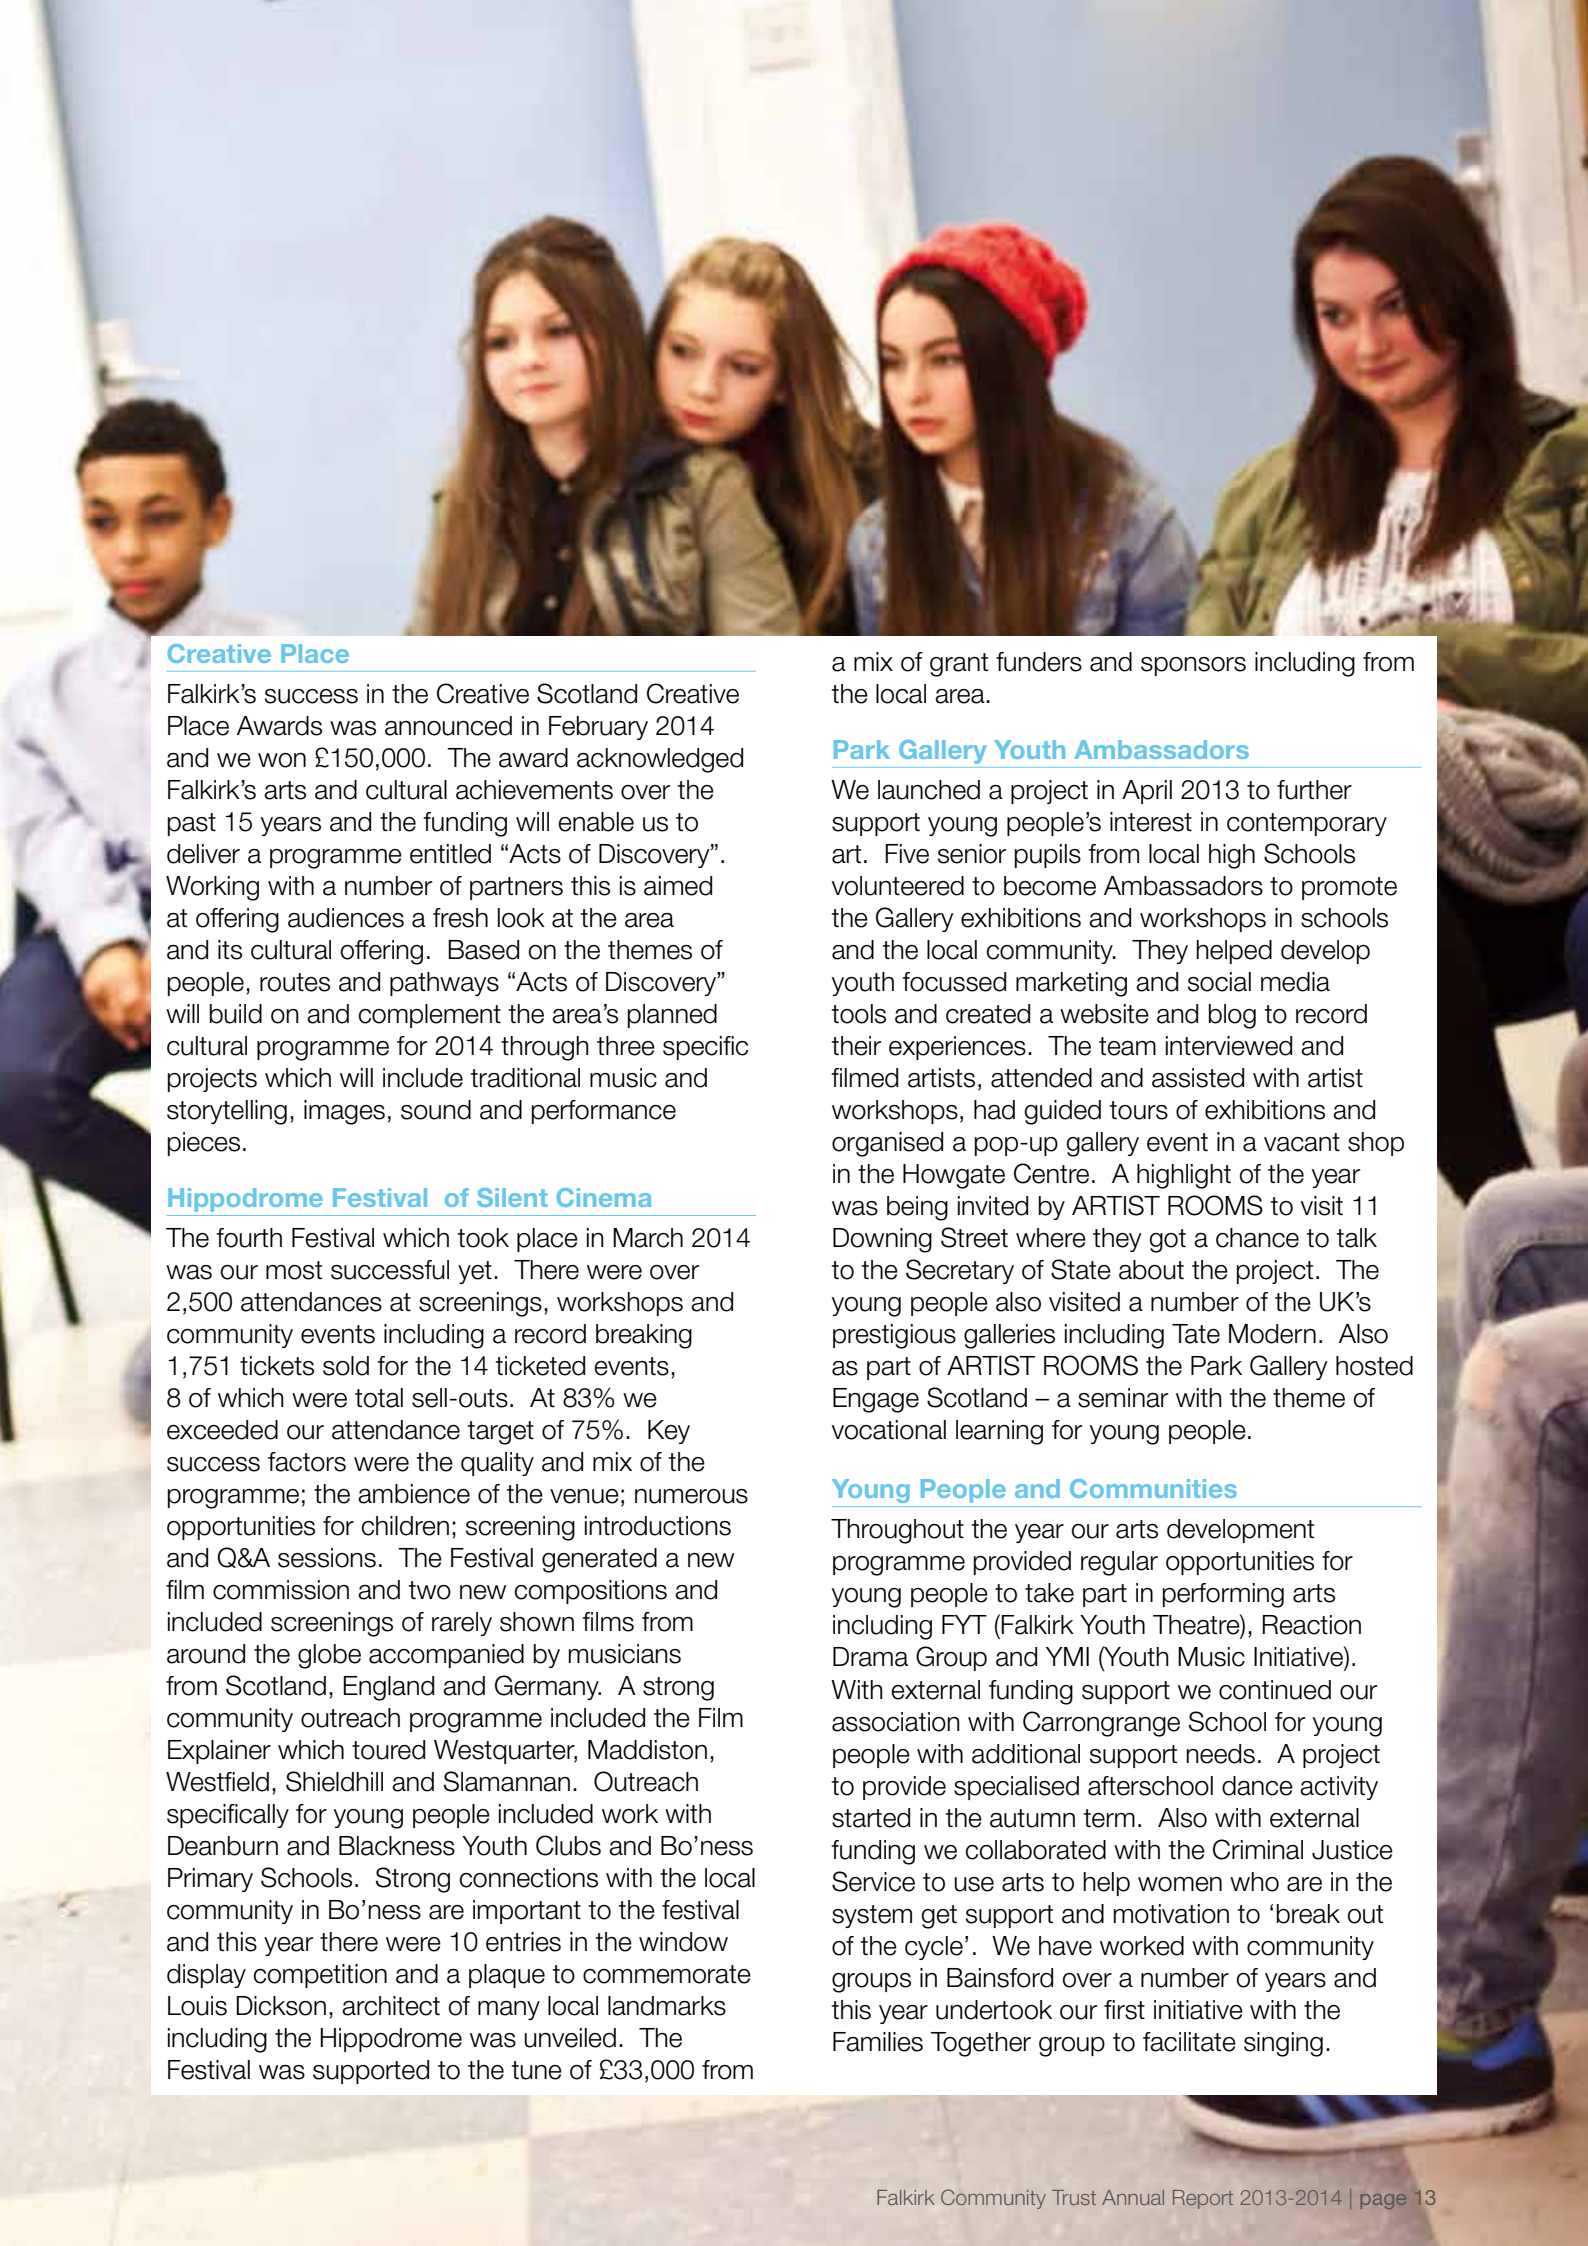 Creative Place
Falkirk’s success in the Creative Scotland Creative
Place Awards was announced in February 2014
and we won £150,000.  The award acknowledged
Falkirk’s arts and cultural achievements over the
past 15 years and the funding will enable us to
deliver a programme entitled “Acts of Discovery”.
Working with a number of partners this is aimed
at offering audiences a fresh look at the area
and its cultural offering.  Based on the themes of
people, routes and pathways “Acts of Discovery”
will build on and complement the area’s planned
cultural programme for 2014 through three specific
projects which will include traditional music and
storytelling, images, sound and performance
pieces.
Hippodrome Festival  of Silent Cinema
The fourth Festival which took place in March 2014
was our most successful yet.  There were over
2,500 attendances at screenings, workshops and
community events including a record breaking
1,751 tickets sold for the 14 ticketed events,
8 of which were total sell-outs.  At 83% we
exceeded our attendance target of 75%.  Key
success factors were the quality and mix of the
programme; the ambience of the venue; numerous
opportunities for children; screening introductions
and Q&A sessions.  The Festival generated a new
film commission and two new compositions and
included screenings of rarely shown films from
around the globe accompanied by musicians
from Scotland, England and Germany.  A strong
community outreach programme included the Film
Explainer which toured Westquarter, Maddiston,
Westfield, Shieldhill and Slamannan.  Outreach
specifically for young people included work with
Deanburn and Blackness Youth Clubs and Bo’ness
Primary Schools.  Strong connections with the local
community in Bo’ness are important to the festival
and this year there were 10 entries in the window
display competition and a plaque to commemorate
Louis Dickson, architect of many local landmarks
including the Hippodrome was unveiled.  The
Festival was supported to the tune of £33,000 from
a mix of grant funders and sponsors including from
the local area.
Park Gallery Youth Ambassadors
We launched a project in April 2013 to further
support young people’s interest in contemporary
art.  Five senior pupils from local high Schools
volunteered to become Ambassadors to promote
the Gallery exhibitions and workshops in schools
and the local community.  They helped develop
youth focussed marketing and social media
tools and created a website and blog to record
their experiences.  The team interviewed and
filmed artists, attended and assisted with artist
workshops, had guided tours of exhibitions and
organised a pop-up gallery event in a vacant shop
in the Howgate Centre.  A highlight of the year
was being invited by ARTIST ROOMS to visit 11
Downing Street where they got a chance to talk
to the Secretary of State about the project.  The
young people also visited a number of the UK’s
prestigious galleries including Tate Modern.  Also
as part of ARTIST ROOMS the Park Gallery hosted
Engage Scotland – a seminar with the theme of
vocational learning for young people.
Young People and Communities
Throughout the year our arts development
programme provided regular opportunities for
young people to take part in performing arts
including FYT (Falkirk Youth Theatre), Reaction
Drama Group and YMI (Youth Music Initiative).
With external funding support we continued our
association with Carrongrange School for young
people with additional support needs.  A project
to provide specialised afterschool dance activity
started in the autumn term.  Also with external
funding we collaborated with the Criminal Justice
Service to use arts to help women who are in the
system get support and motivation to ‘break out
of the cycle’.  We have worked with community
groups in Bainsford over a number of years and
this year undertook our first initiative with the
Families Together group to facilitate singing.
Falkirk Community Trust Annual Report 2013-2014 | page 13